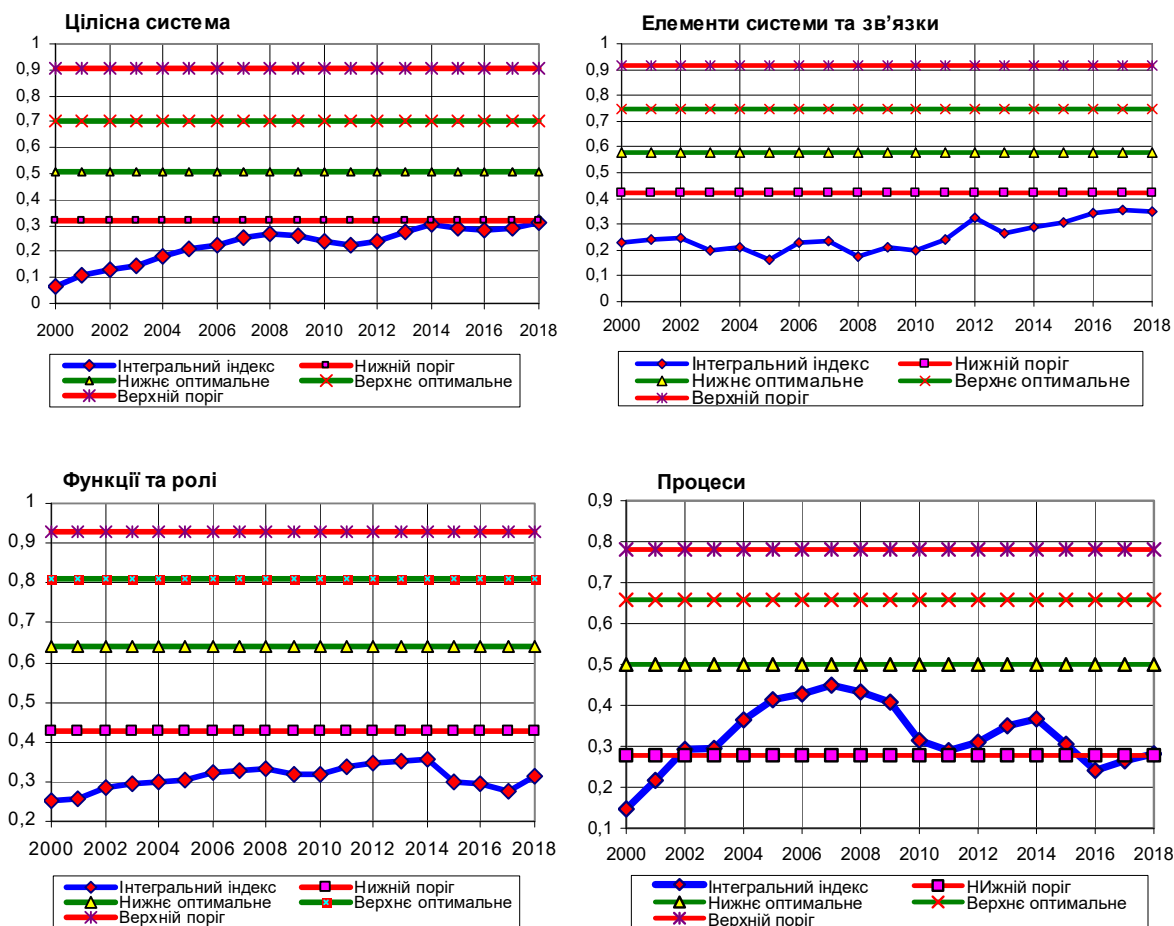 Цілісна система
1
0,9
0,8
0,7
0,6
0,5
0,4
0,3
0,2
0,1
0
2000 2002 2004 2006 2008 2010 2012 2014 2016 2018
Інтегральний індекс Нижній поріг
Нижнє оптимальне Верхнє оптимальне
Верхній поріг
Елементи системи та зв’язки
1
0,9
0,8
0,7
0,6
0,5
0,4
0,3
0,2
0,1
0
2000 2002 2004 2006 2008 2010 2012 2014 2016 2018
Інтегральний індекс Нижній поріг
Нижнє оптимальне Верхнє оптимальне
Верхній поріг
Функції та ролі
1
0,9
0,8
0,7
0,6
0,5
0,4
0,3
0,2
2000 2002 2004 2006 2008 2010 2012 2014 2016 2018
Інтегральний індекс Нижній поріг
Нижнє оптимальне Верхнє оптимальне
Верхній поріг
Процеси
0,9
0,8
0,7
0,6
0,5
0,4
0,3
0,2
0,1
2000 2002 2004 2006 2008 2010 2012 2014 2016 2018
Інтегральний індекс НИжній поріг
Нижнє оптимальне Верхнє оптимальне
Верхній поріг